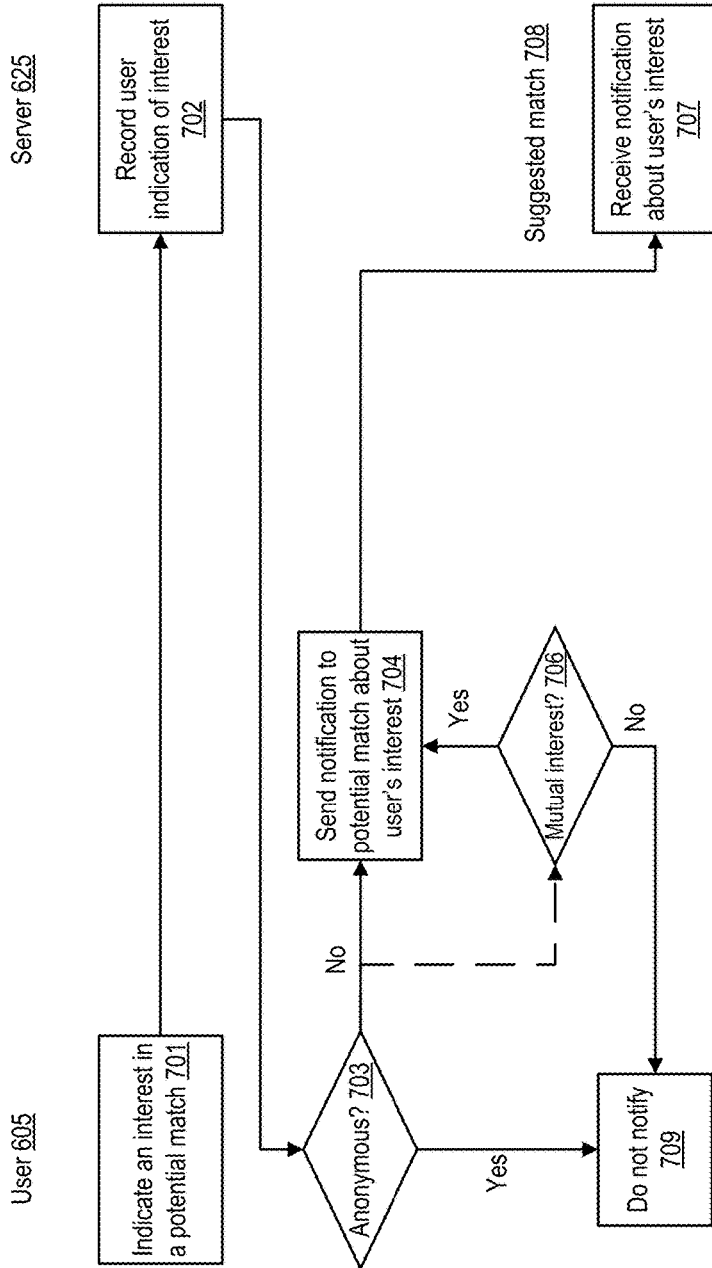 User 605
Server 625
Indicate an interest in
a potential match 701
Record user
indication of interest
702
Anonymous? 703
No
Yes
Send notification to
potential match about
user's interest 704
Yes
Mutual interest? 706
No
Do not notify
709
Suggested match 708
Receive notification
about user's interest
707